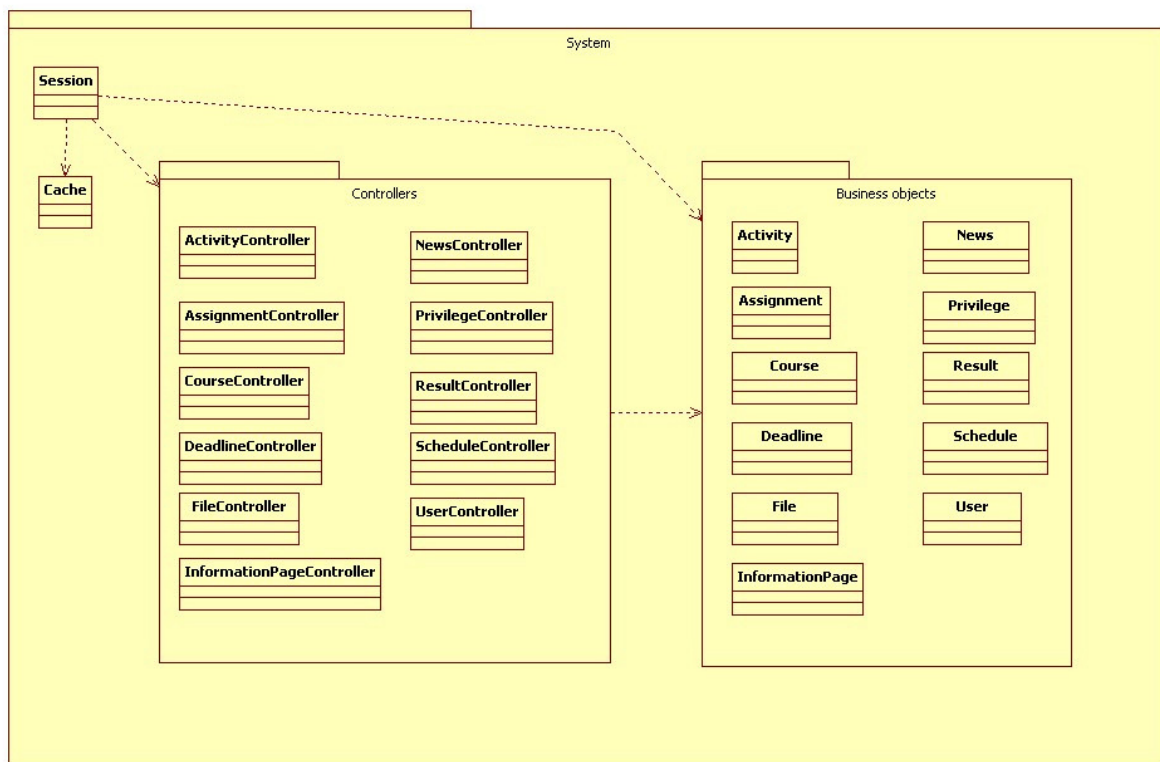 System
Session
Cache
Controllers
ActivityController
NewsController
AssignmentController
PrivilegeController
CourseController
ResultController
DeadlineController
ScheduleController
FileController
UserController
InformationPageController
Business objects
Activity
News
Assignment
Privilege
Course
Result
Deadline
Schedule
File
User
InformationPage